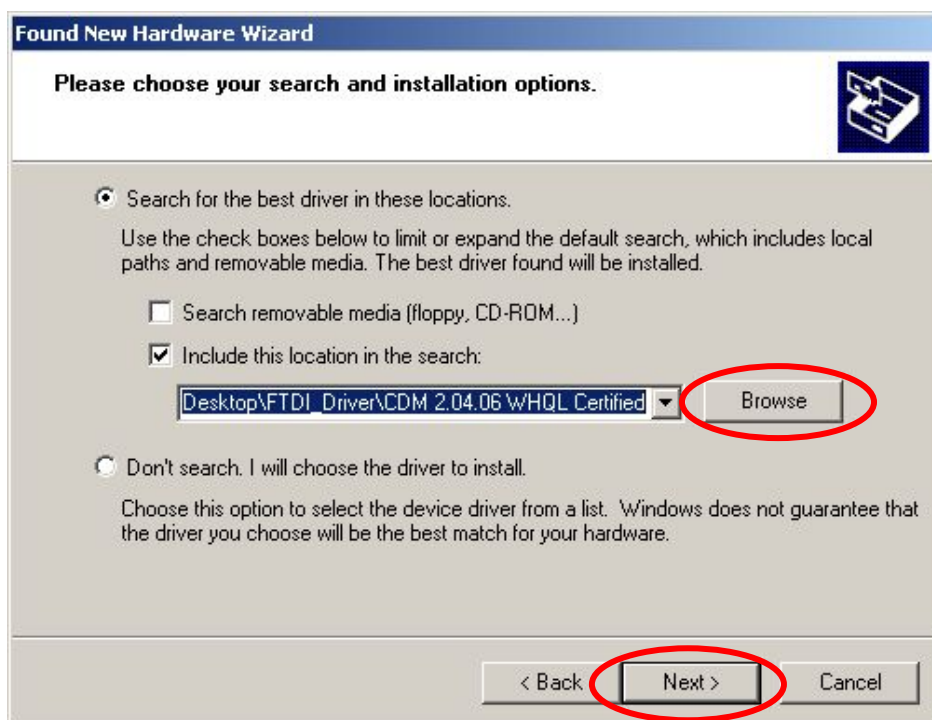 Found New Hardware Wizard
Please choose your search and installation options.
Search for the best driver in these locations.
Use the check boxes below to limit or expand the default search, which includes local
paths and removable media. The best driver found will be installed.
Search removable media (floppy, CD-ROM...)
Include this location in the search:
Desktop\FTDI_Driver\CDM 2.04.06 WHQL Certified
Browse
Don't search. I will choose the driver to install.
Choose this option to select the device driver from a list. Windows does not guarantee that
the driver you choose will be the best match for your hardware.
< Back
Next >
Cancel